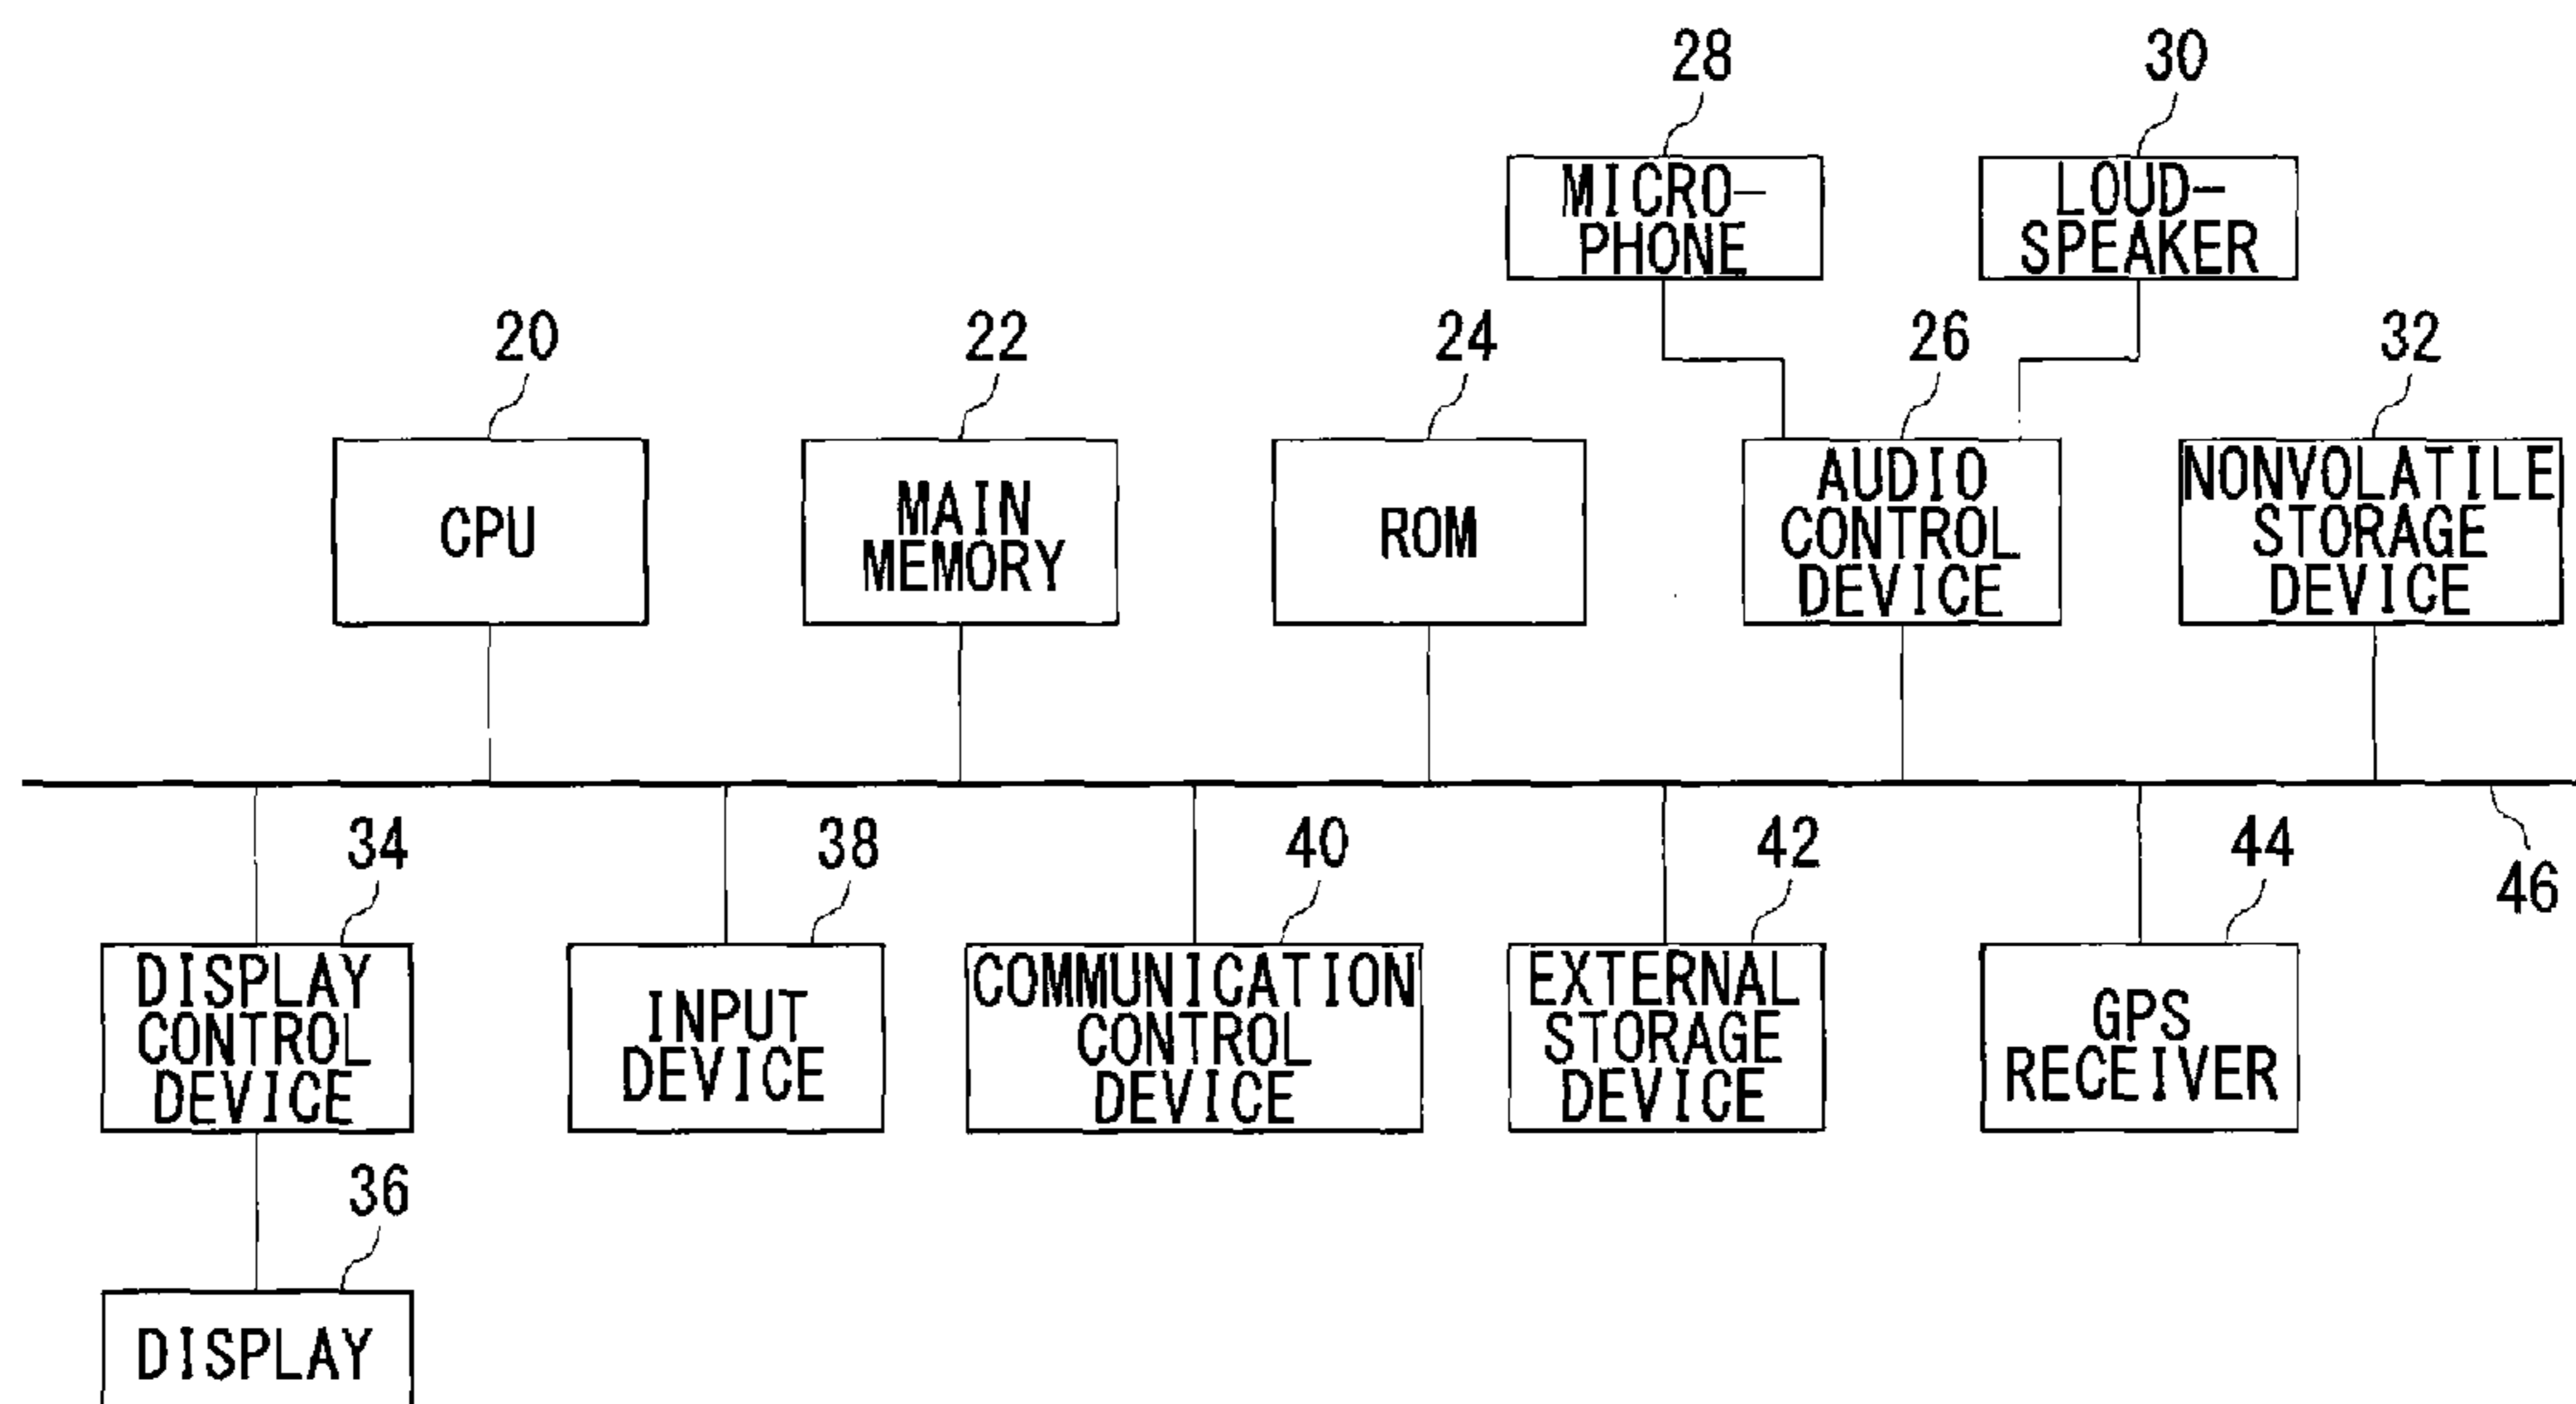 28
30
MICRO-
PHONE
LOUD-
SPEAKER
20
22
24
26
32
CPU
MAIN
MEMORY
ROM
AUDIO
CONTROL
DEVICE
NONVOLATILE
STORAGE
DEVICE
34
38
40
42
44
46
DISPLAY
CONTROL
DEVICE
INPUT
DEVICE
COMMUNICATION
CONTROL
DEVICE
EXTERNAL
STORAGE
DEVICE
GPS
RECEIVER
36
DISPLAY